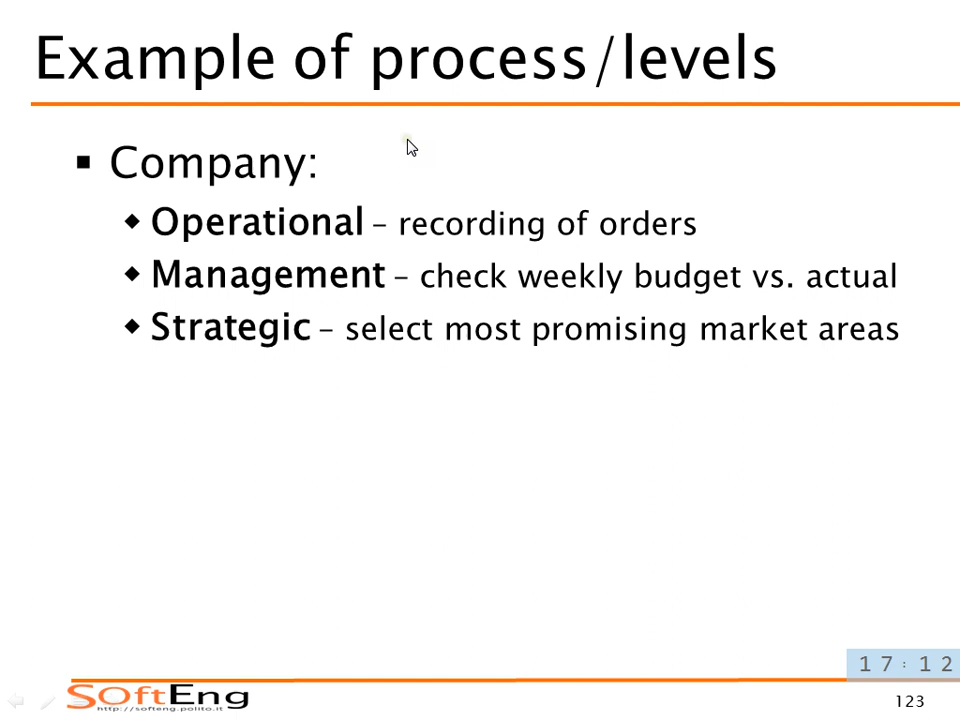 Example of process/levels
Company:
Operational – recording of orders
Management – check weekly budget vs. actual
Strategic – select most promising market areas
17:12
SOftEng
http://softeng.polito.it
123